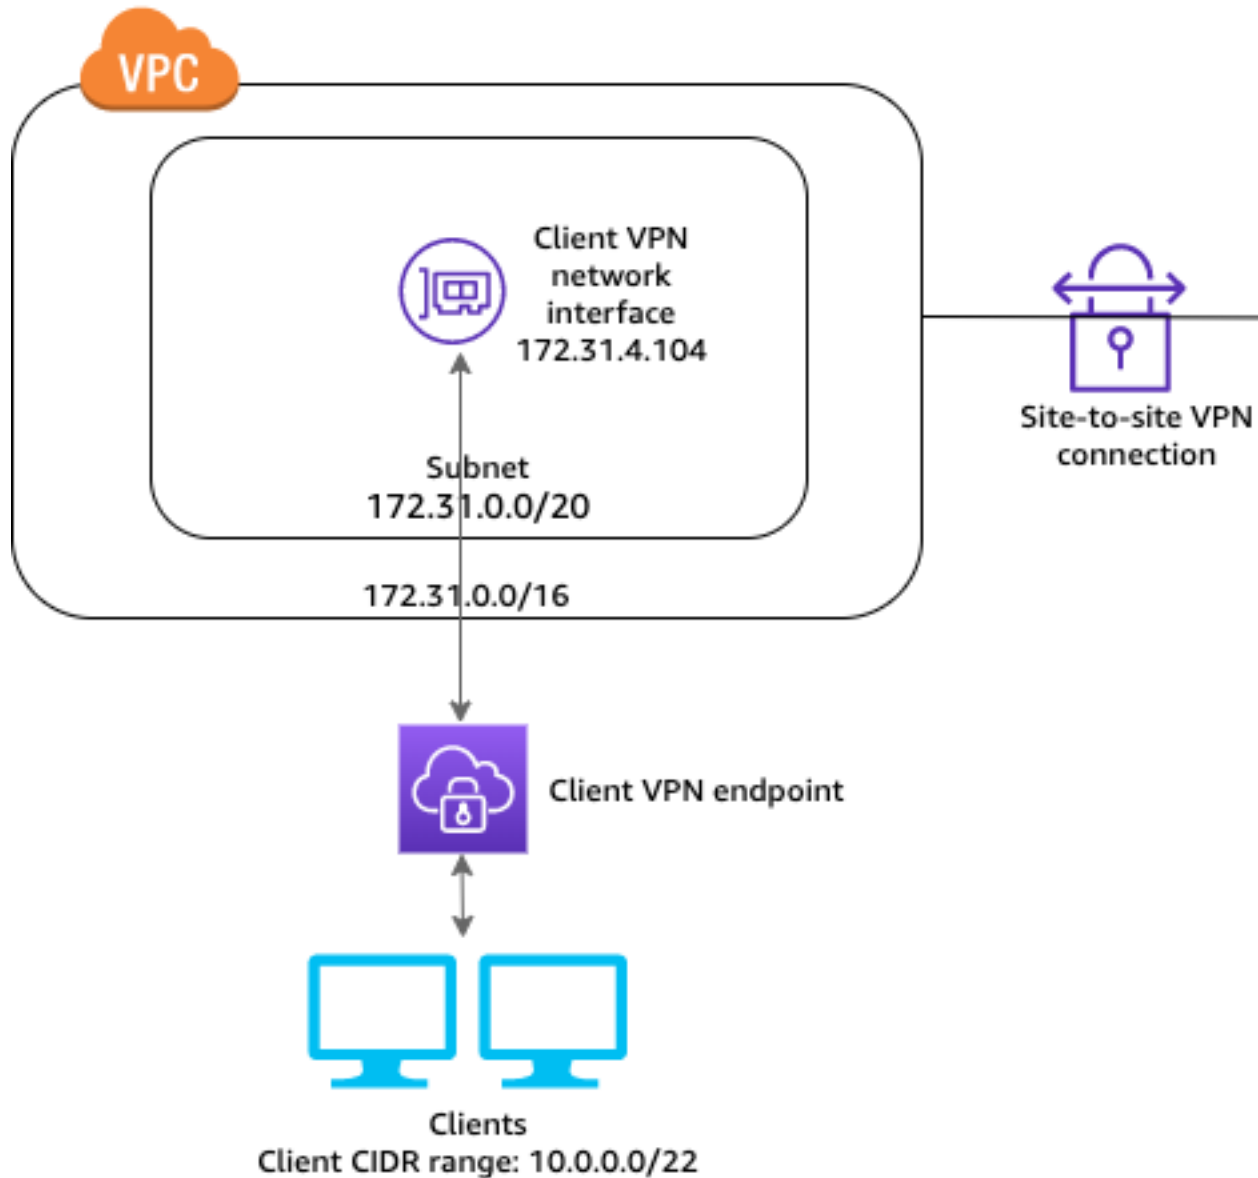 VPC
Client VPN
network
interface
172.31.4.104
Subnet
172.31.0.0/20
172.31.0.0/16
Site-to-site VPN
connection
Client VPN endpoint
Clients
Client CIDR range: 10.0.0.0/22